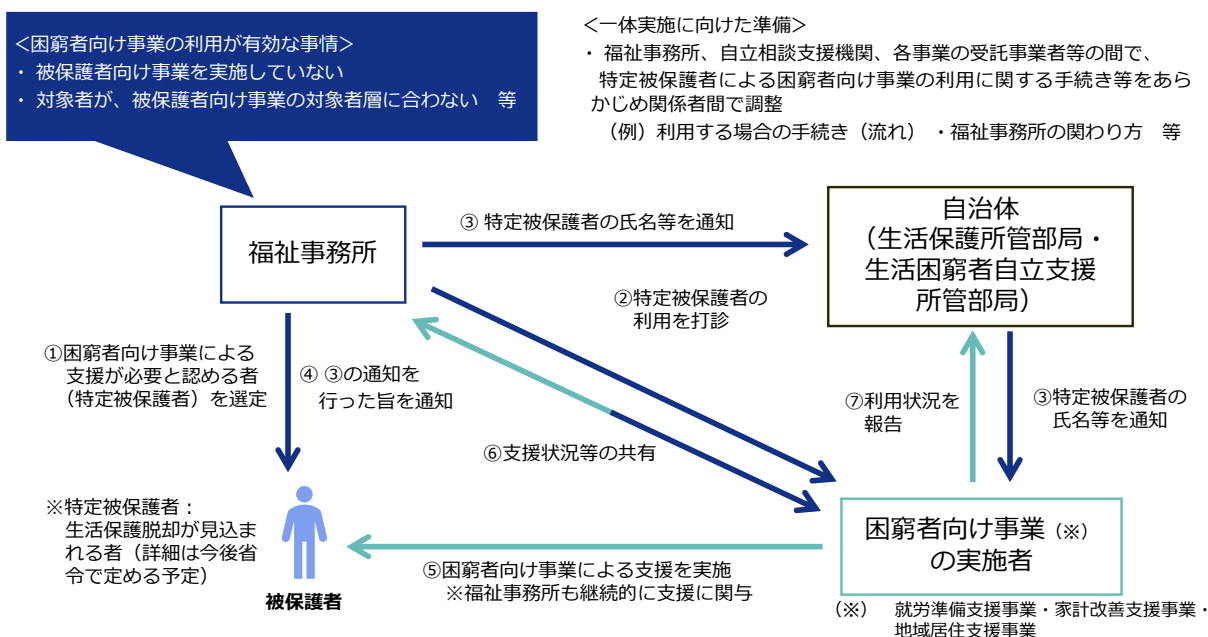 ＜困窮者向け事業の利用が有効な事情＞
・ 被保護者向け事業を実施していない
・ 対象者が、被保護者向け事業の対象者層に合わない　等
＜一体実施に向けた準備＞
・ 福祉事務所、自立相談支援機関、各事業の受託事業者等の間で、
特定被保護者による困窮者向け事業の利用に関する手続き等をあら
かじめ関係者間で調整
（例）利用する場合の手続き（流れ） ・福祉事務所の関わり方　等
福祉事務所
③ 特定被保護者の氏名等を通知
自治体
（生活保護所管部局・
生活困窮者自立支援
所管部局）
②特定被保護者の
利用を打診
①困窮者向け事業による
支援が必要と認める者
（特定被保護者）を選定
④ ③の通知を
行った旨を通知
⑦利用状況を
報告
③特定被保護者の
氏名等を通知
⑥支援状況等の共有
※特定被保護者：
生活保護脱却が見込ま
れる者（詳細は今後省
令で定める予定）
被保護者
⑤困窮者向け事業による支援を実施
※福祉事務所も継続的に支援に関与
困窮者向け事業（※）
の実施者
（※）　就労準備支援事業・家計改善支援事業・
地域居住支援事業